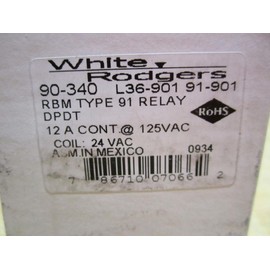 White
Rodgers
90-340 L36-901 91-901
RBM TYPE 91 RELAY
DPDT
RoHS
12 A CONT.@ 125VAC
COIL: 24 VAC
ASM.IN MEXICO 0934
7 86710 07066 2